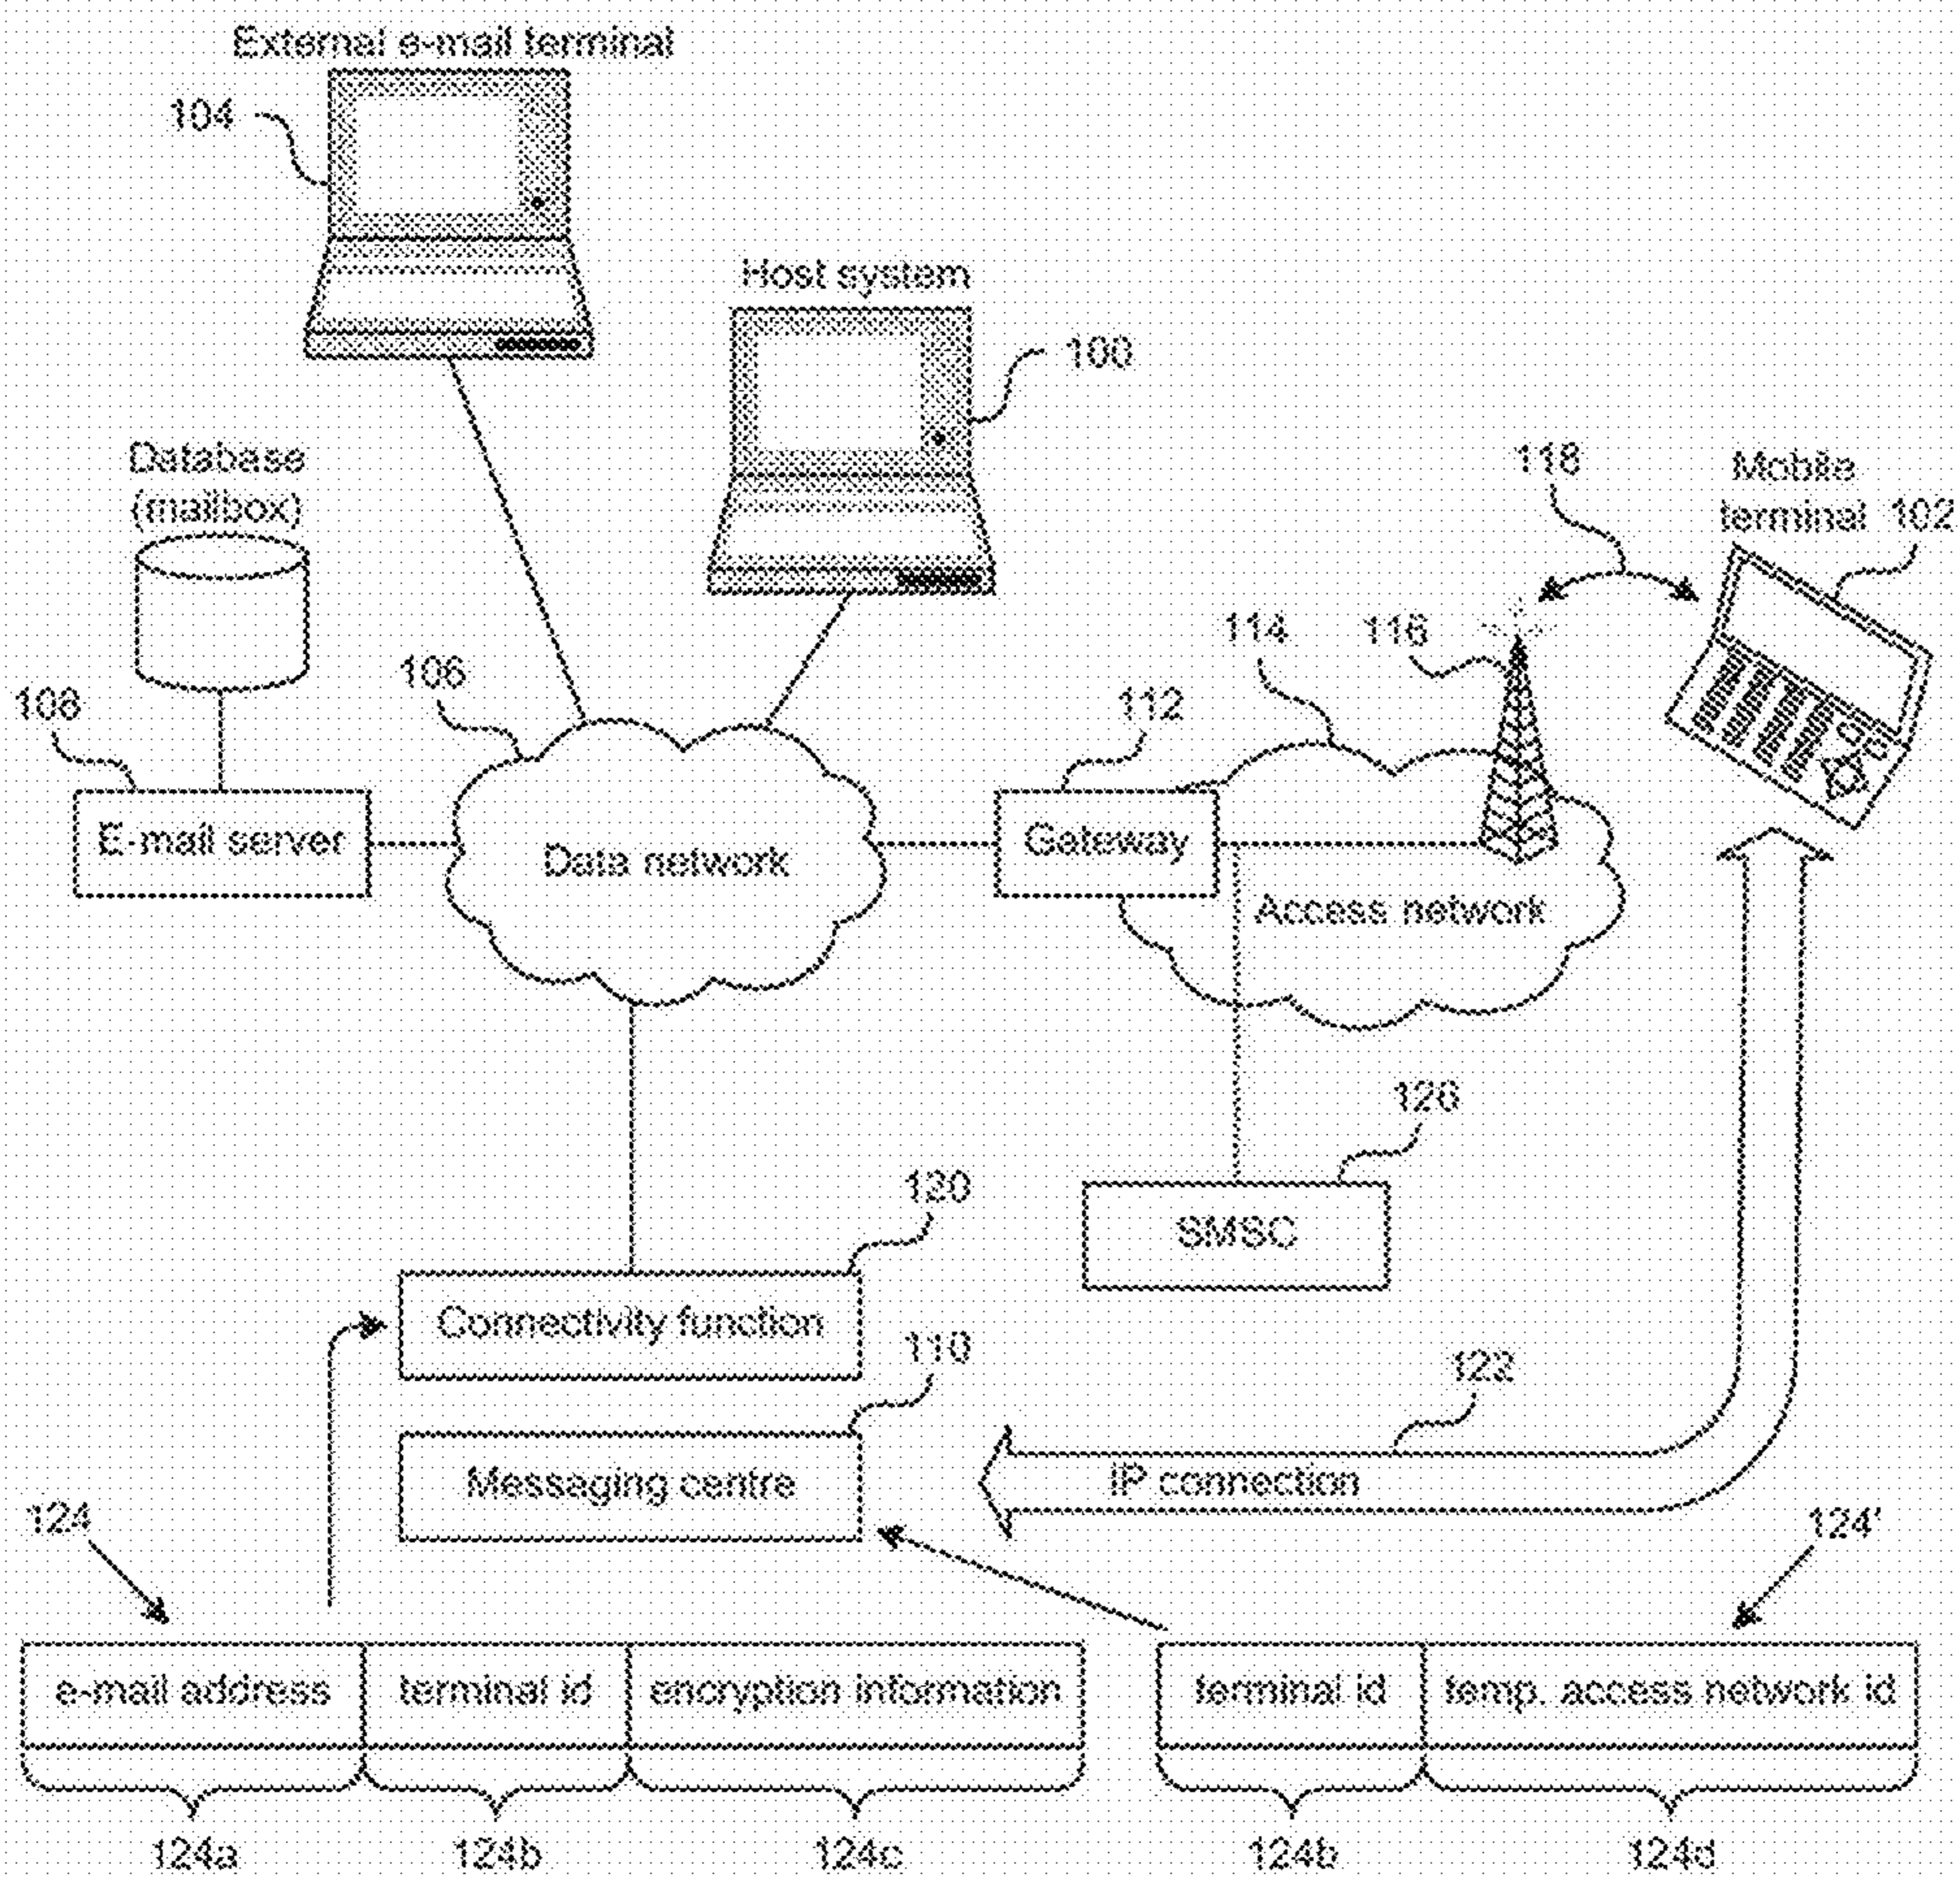 External e-mail terminal
104
Host system
100
Database
(mailbox)
118
Mobile
terminal 102
108
106
112
114
116
E-mail server
Data network
Gateway
Access network
126
SMSC
120
Connectivity function
110
Messaging centre
122
IP connection
124
124'
e-mail address terminal id encryption information
terminal id temp. access network id
124a 124b 124c
124b 124d